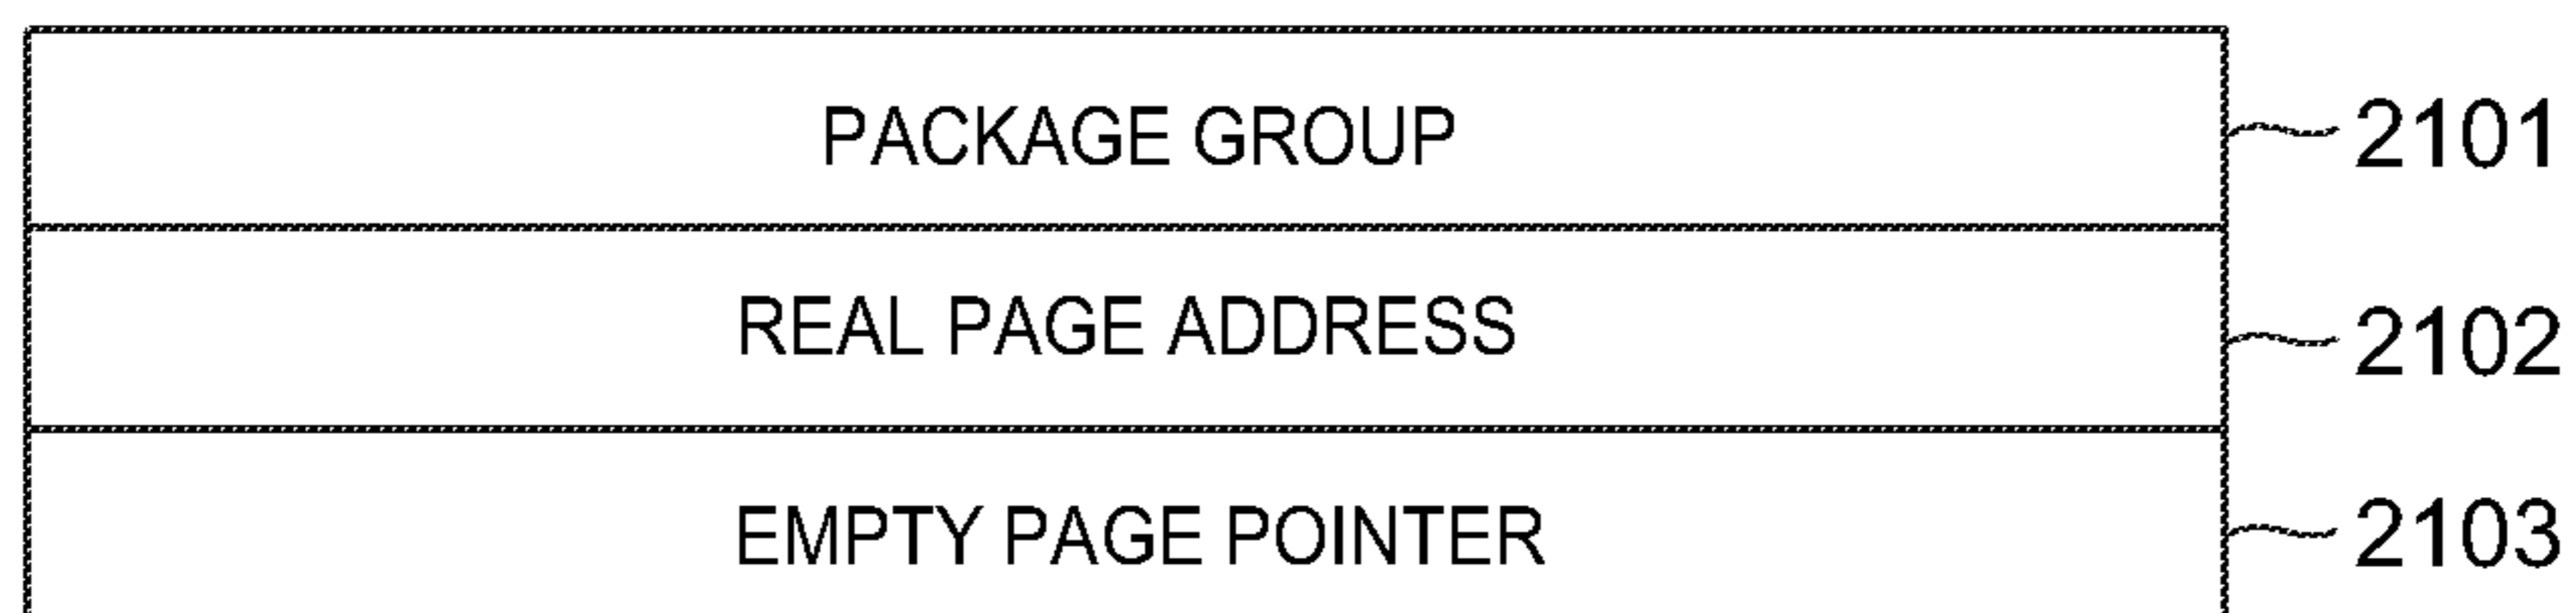 PACKAGE GROUP 2101
REAL PAGE ADDRESS 2102
EMPTY PAGE POINTER 2103